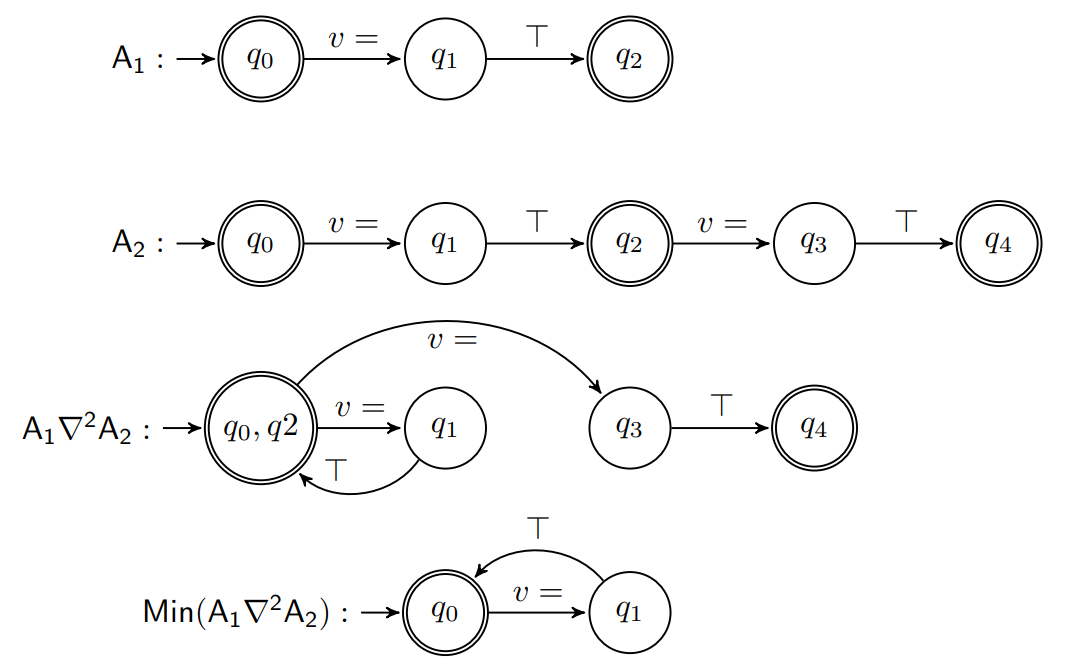 A₁ : q₀ v = q₁ ⊤ q₂
A₂ : q₀ v = q₁ ⊤ q₂ v = q₃ ⊤ q₄
v =
A₁∇²A₂ : q₀, q2 v = q₁ q₃ ⊤ q₄
⊤
⊤
Min(A₁∇²A₂) : q₀ v = q₁